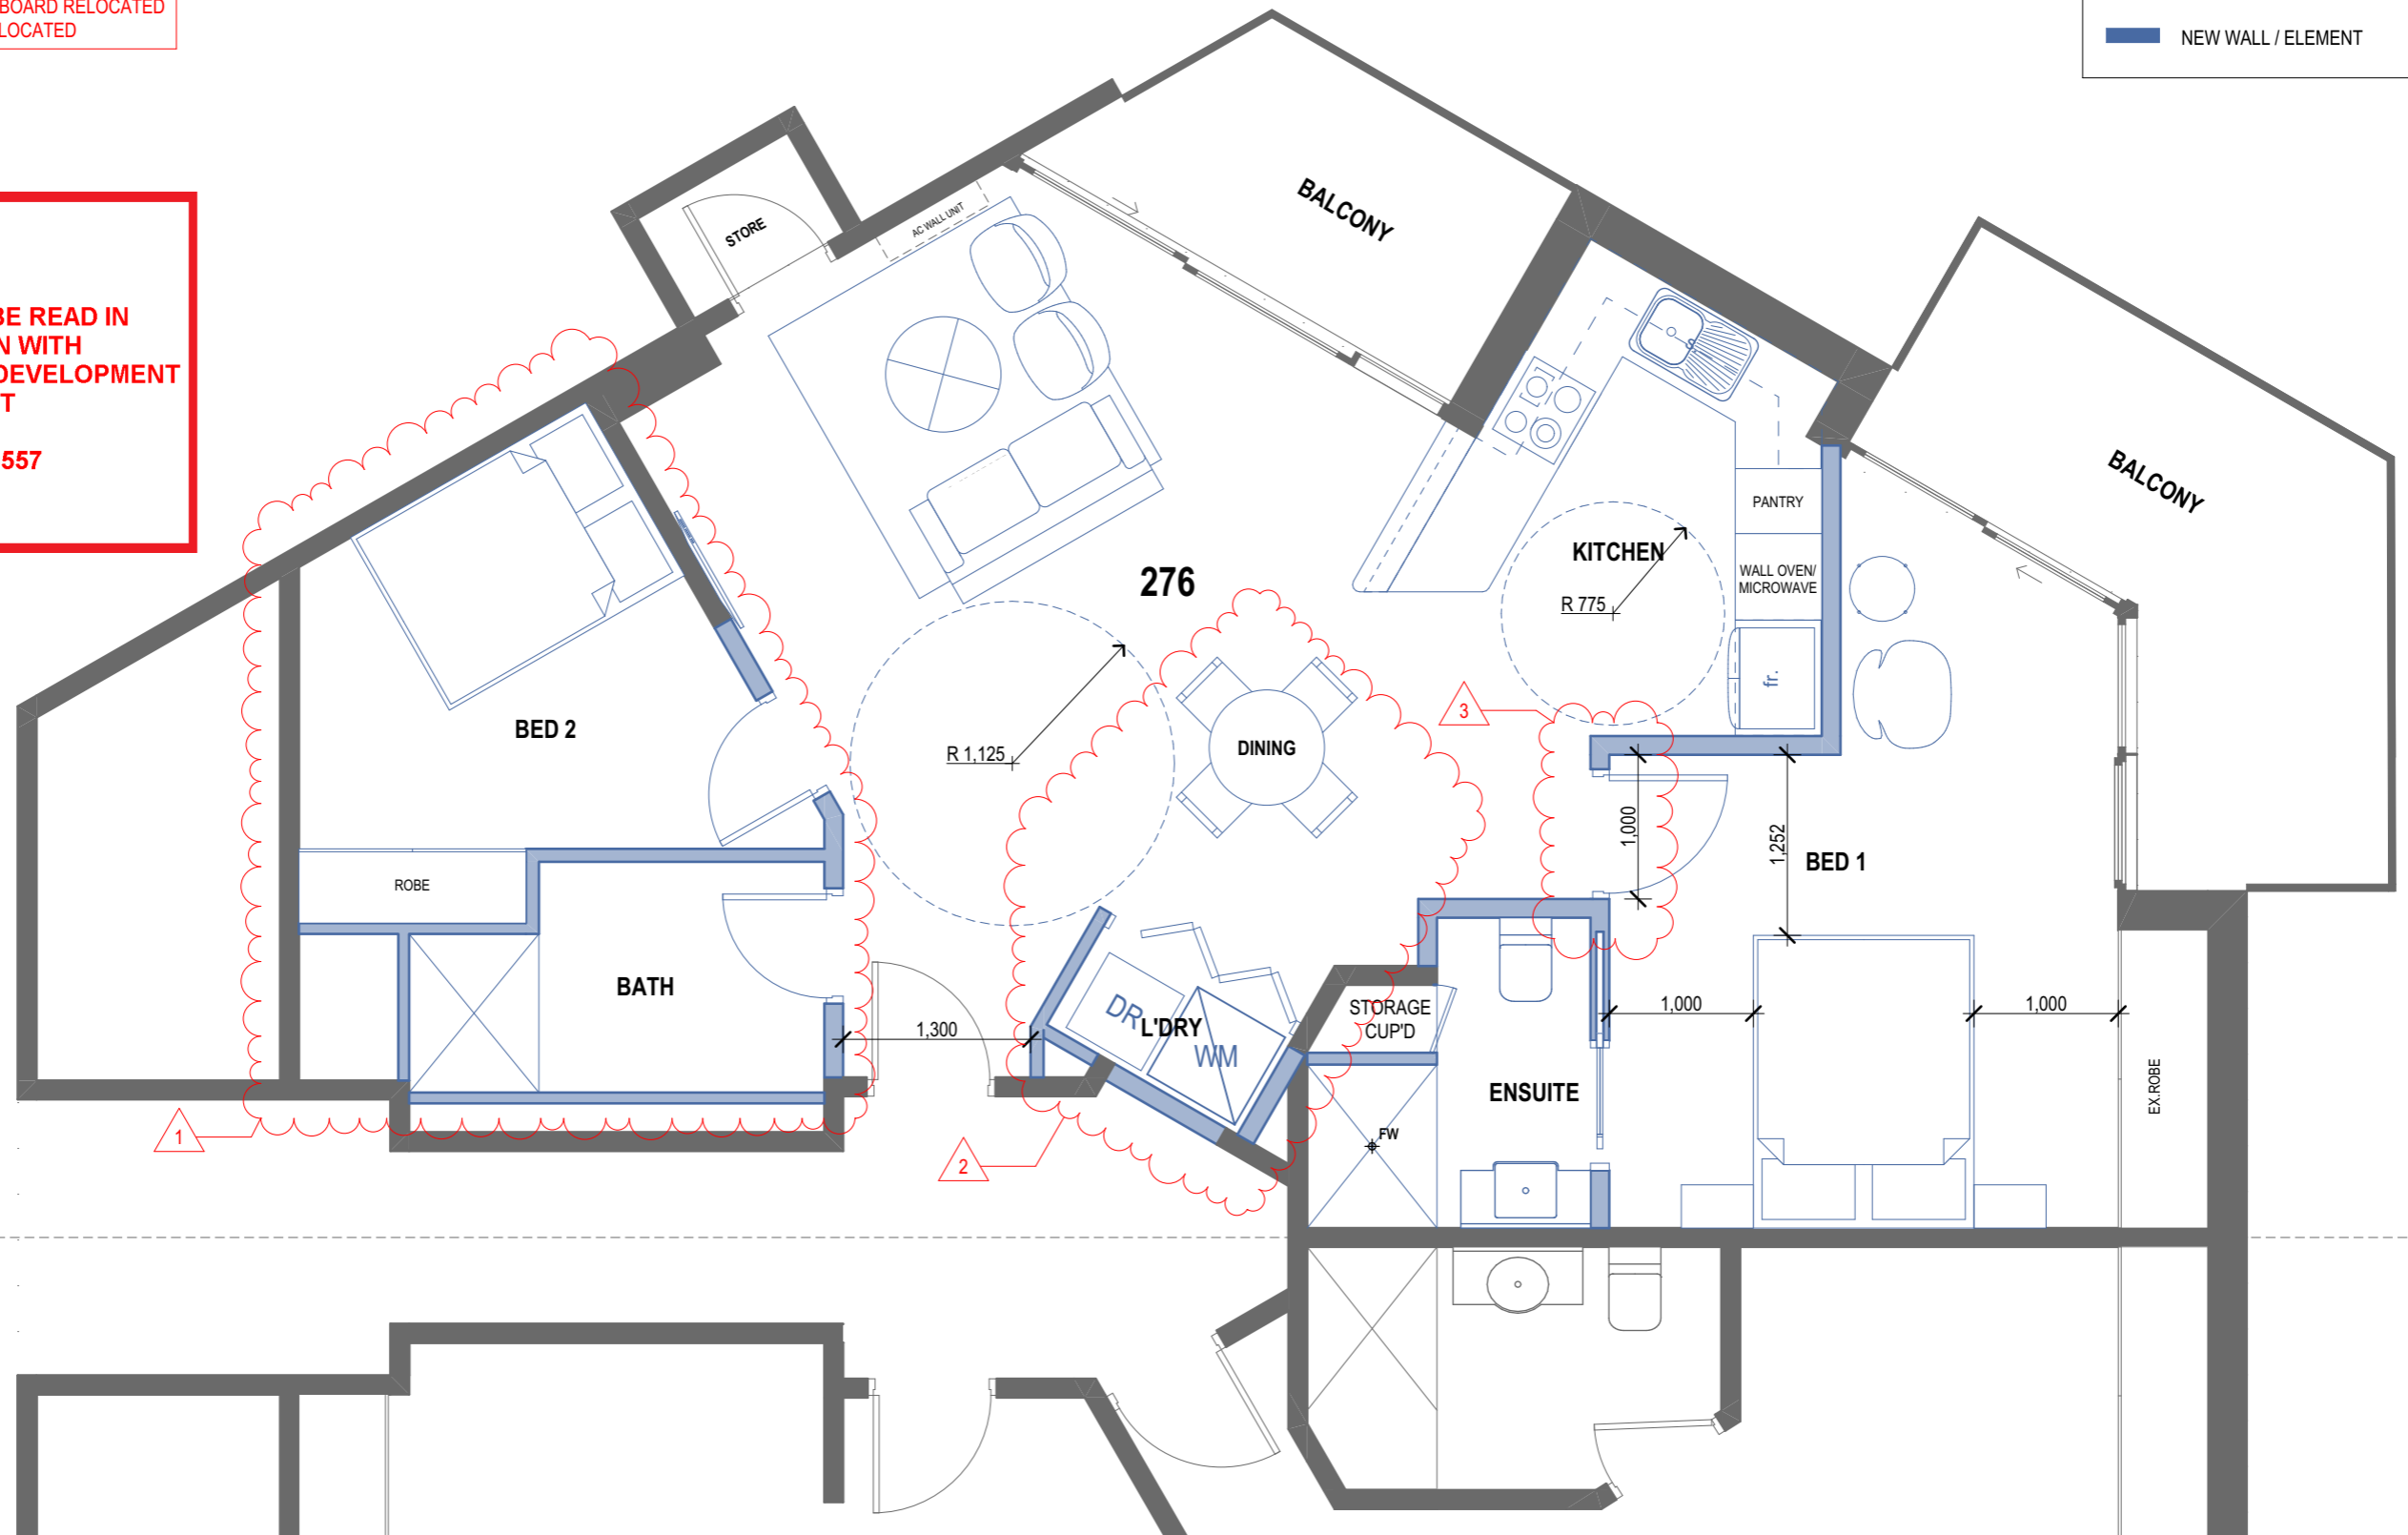 BOARD RELOCATED
LOCATED
NEW WALL / ELEMENT
BE READ IN
N WITH
DEVELOPMENT
T
557
STORE
AC WALL UNIT
BALCONY
BALCONY
PANTRY
KITCHEN
WALL OVEN/
MICROWAVE
R 775
276
fr.
BED 2
R 1,125
DINING
3
1,000
1,252
BED 1
ROBE
BATH
1,300
DR
L'DRY
WM
STORAGE
CUP'D
1,000
1,000
ENSUITE
EX.ROBE
FW
1
2